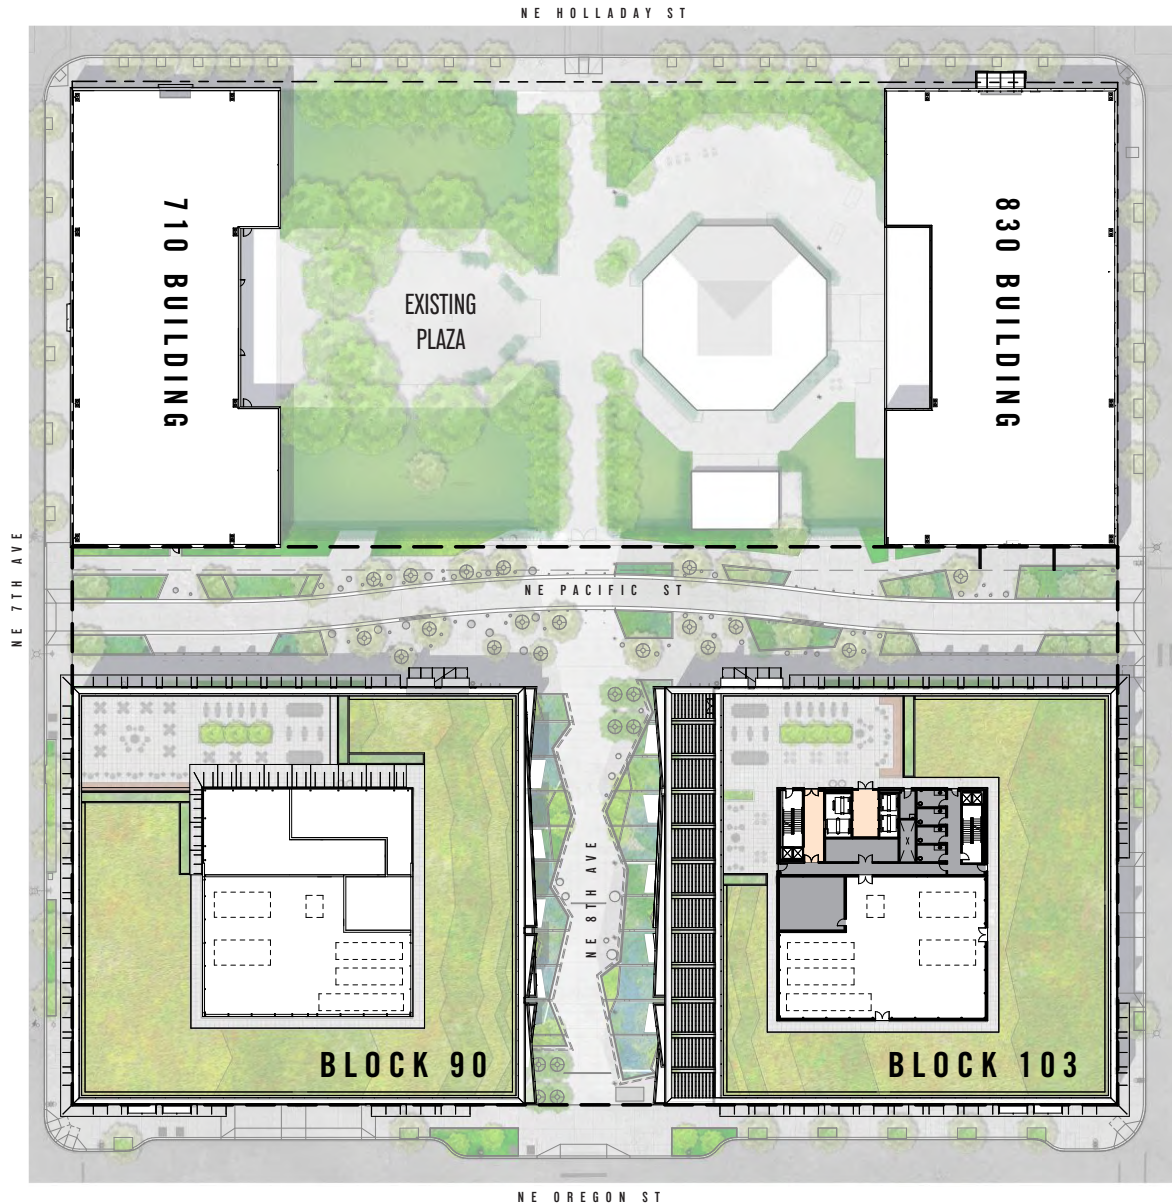 NE HOLLADAY ST
710 BUILDING
EXISTING
PLAZA
830 BUILDING
NE 7TH AVE
NE PACIFIC ST
NE 8TH AVE
X
BLOCK 90
BLOCK 103
NE OREGON ST